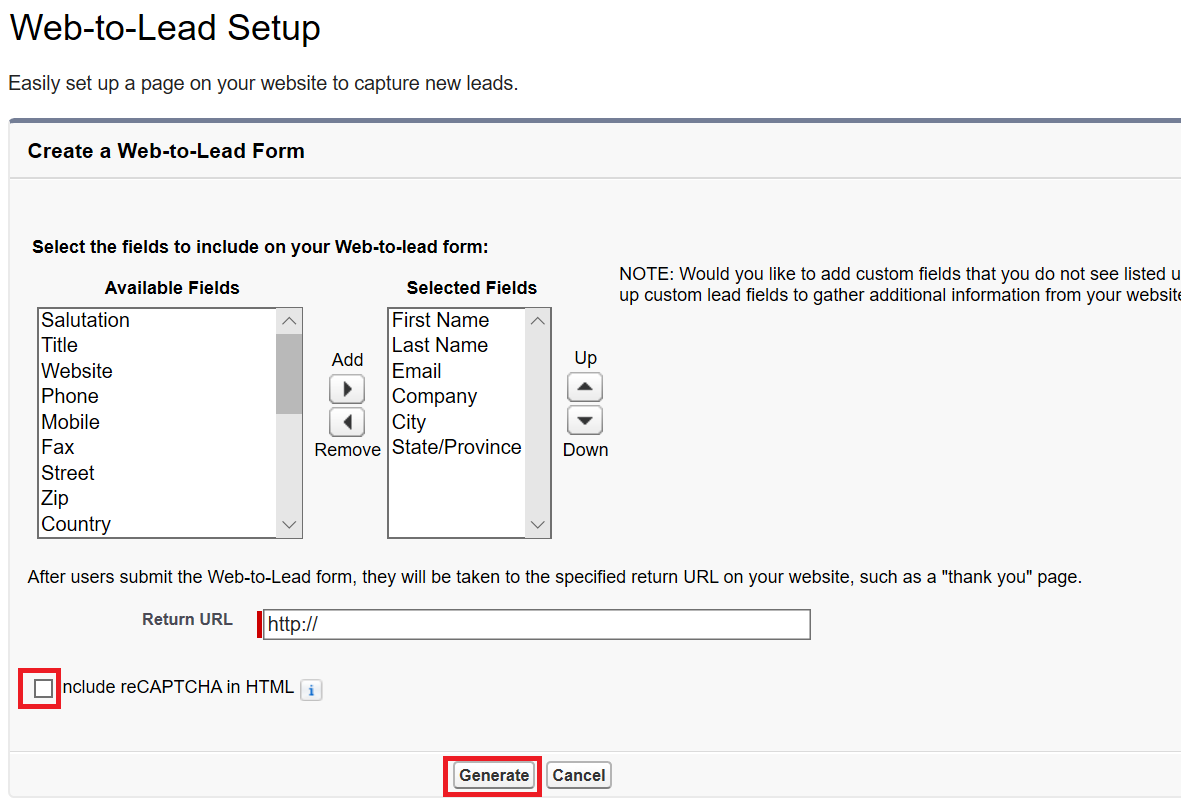 Web-to-Lead Setup
Easily set up a page on your website to capture new leads.
Create a Web-to-Lead Form
Select the fields to include on your Web-to-lead form:
NOTE: Would you like to add custom fields that you do not see listed u
up custom lead fields to gather additional information from your website
Available Fields
Salutation
Title
Website
Phone
Mobile
Fax
Street
Zip
Country
Add
Remove
Selected Fields
First Name
Last Name
Email
Company
City
State/Province
Up
Down
After users submit the Web-to-Lead form, they will be taken to the specified return URL on your website, such as a "thank you" page.
Return URL http://
nclude reCAPTCHA in HTML i
Generate Cancel